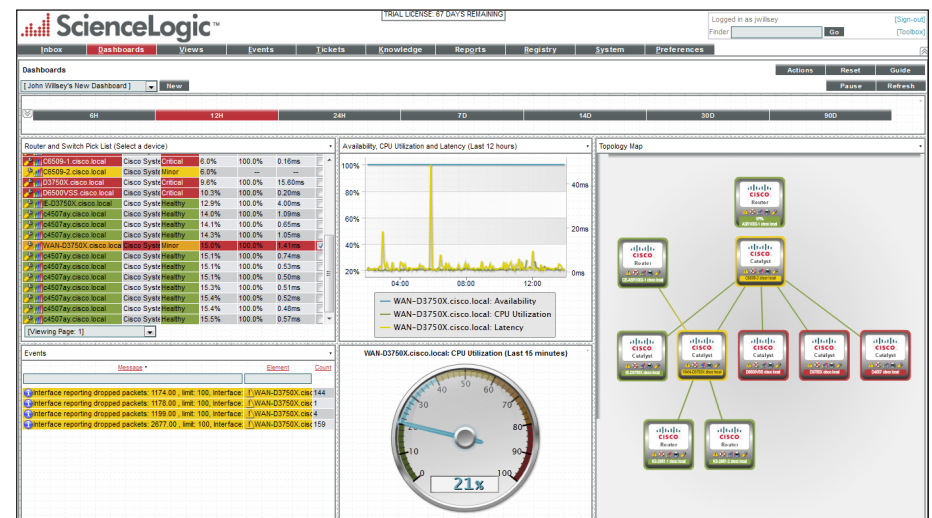 ScienceLogic™
TRIAL LICENSE: 67 DAYS REMAINING
Logged in as jwillsey
[Sign-out]
Finder
Go
[Toolbox]
Inbox Dashboards Views Events Tickets Knowledge Reports Registry System Preferences
Dashboards
Actions Reset Guide
[ John Willsey's New Dashboard ] New
Pause Refresh
6H 12H 24H 7D 14D 30D 90D
Router and Switch Pick List (Select a device)
C6509-1.cisco.local Cisco Syste Critical 6.0% 100.0% 0.16ms
C6509-2.cisco.local Cisco Syste Minor 6.0% -- --
D3750X.cisco.local Cisco Syste Critical 9.6% 100.0% 15.60ms
D6500VSS.cisco.local Cisco Syste Critical 10.3% 100.0% 0.20ms
IE-D3750X.cisco.local Cisco Syste Healthy 12.9% 100.0% 4.00ms
c4507ay.cisco.local Cisco Syste Healthy 14.0% 100.0% 1.09ms
c4507ay.cisco.local Cisco Syste Healthy 14.1% 100.0% 0.65ms
c4507ay.cisco.local Cisco Syste Healthy 14.3% 100.0% 1.05ms
WAN-D3750X.cisco.loca Cisco Syste Minor 15.0% 100.0% 1.41ms
c4507ay.cisco.local Cisco Syste Healthy 15.1% 100.0% 0.74ms
c4507ay.cisco.local Cisco Syste Healthy 15.1% 100.0% 0.53ms
c4507ay.cisco.local Cisco Syste Healthy 15.1% 100.0% 0.50ms
c4507ay.cisco.local Cisco Syste Healthy 15.3% 100.0% 0.51ms
c4507ay.cisco.local Cisco Syste Healthy 15.4% 100.0% 0.52ms
c4507ay.cisco.local Cisco Syste Healthy 15.4% 100.0% 0.48ms
c4507ay.cisco.local Cisco Syste Healthy 15.5% 100.0% 0.57ms
[Viewing Page: 1]
Availability, CPU Utilization and Latency (Last 12 hours)
100%
80%
60%
40%
20%
40ms
20ms
0ms
04:00 08:00 12:00
WAN-D3750X.cisco.local: Availability
WAN-D3750X.cisco.local: CPU Utilization
WAN-D3750X.cisco.local: Latency
Topology Map
CISCO
Router
CISCO
Router
CISCO
Catalyst
CISCO
Catalyst
CISCO
Catalyst
CISCO
Catalyst
CISCO
Catalyst
CISCO
Catalyst
CISCO
Router
CISCO
Router
Events
Message Element Count
Interface reporting dropped packets: 1174.00 , limit: 100, Interface: WAN-D3750X.cisc 144
Interface reporting dropped packets: 1178.00 , limit: 100, Interface: WAN-D3750X.cisc 1
Interface reporting dropped packets: 1199.00 , limit: 100, Interface: WAN-D3750X.cisc 4
Interface reporting dropped packets: 2677.00 , limit: 100, Interface: WAN-D3750X.cisc 159
WAN-D3750X.cisco.local: CPU Utilization (Last 15 minutes)
0 10 20 30 40 50 60 70 80 90 100
21%